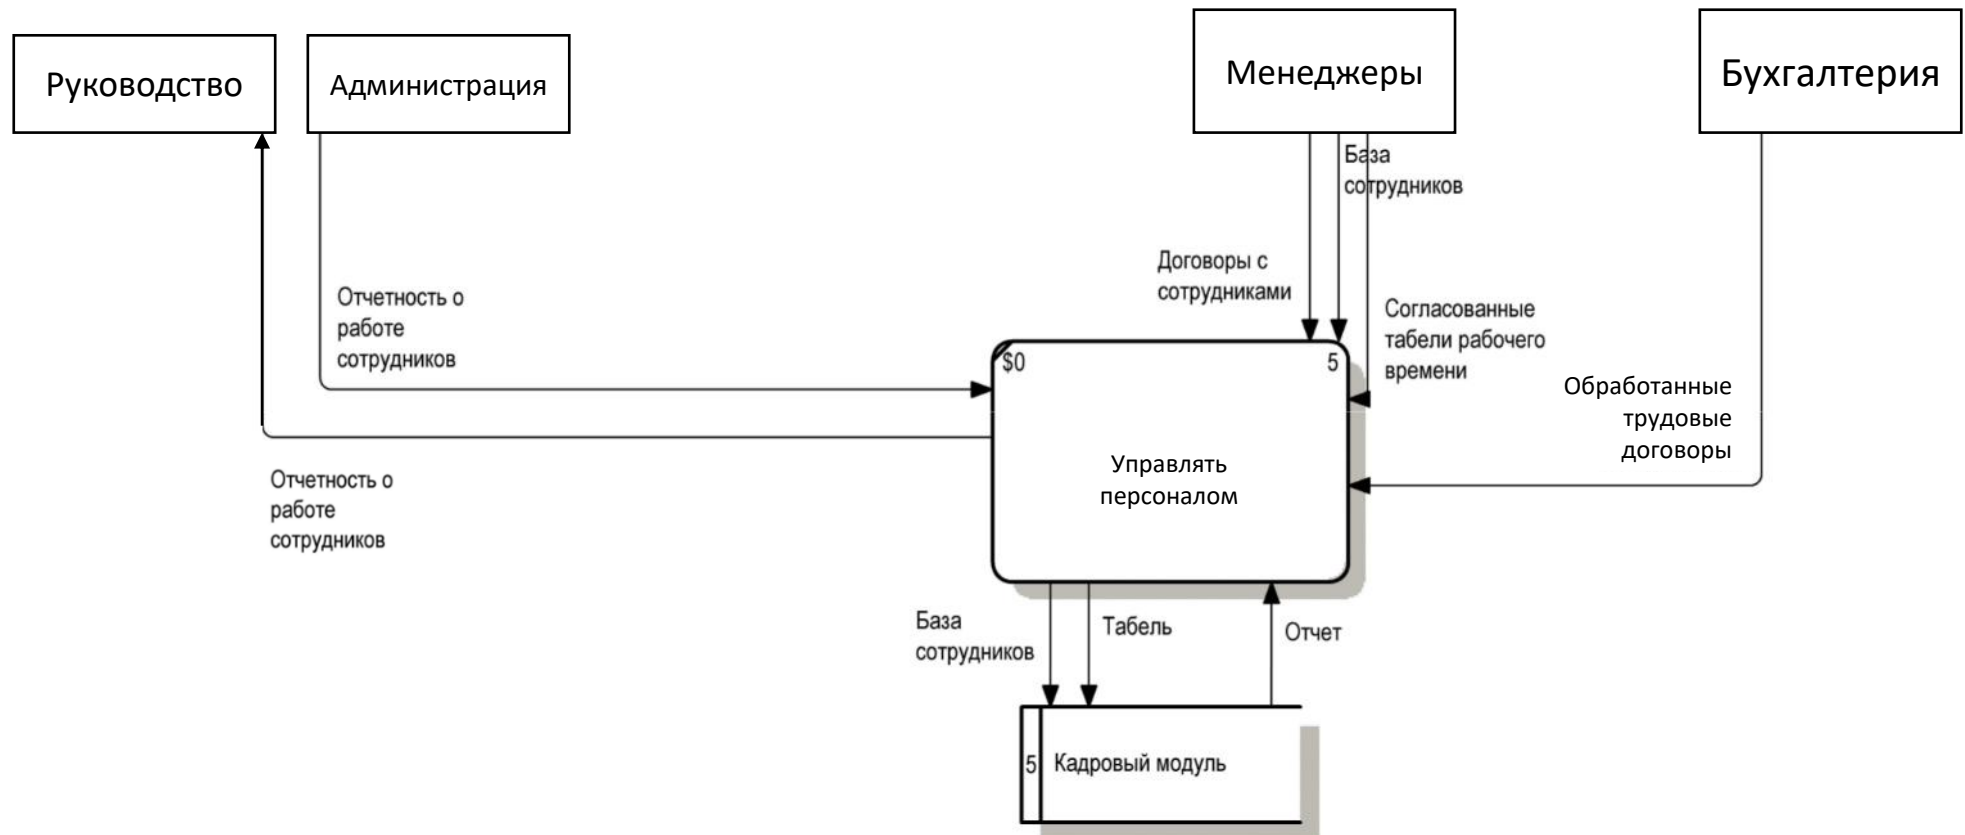 Руководство
Администрация
Менеджеры
Бухгалтерия
База
сотрудников
Договоры с
сотрудниками
Отчетность о
работе
сотрудников
Согласованные
табели рабочего
времени
Обработанные
трудовые
договоры
$0
5
Управлять
персоналом
Отчетность о
работе
сотрудников
База
сотрудников
Табель
Отчет
5
Кадровый модуль